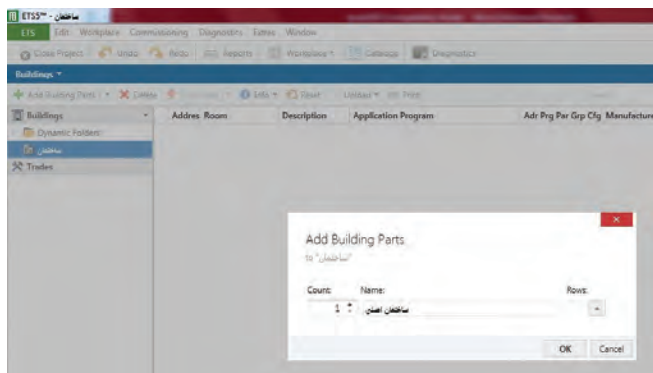 ETS5™ - ساختمان
ETS Edit Workplace Commissioning Diagnostics Extras Window
Close Project Undo Redo Reports Workplace Catalogs Diagnostics
Buildings
Add Building Parts Delete Info Reset Unload Print
Buildings
Addres Room Description Application Program Adr Prg Par Grp Cfg Manufacture
Dynamic Folders
ساختمان
Trades
Add Building Parts
to "ساختمان"
Count: Name: Rows:
1 ساختمان اصلی
OK Cancel